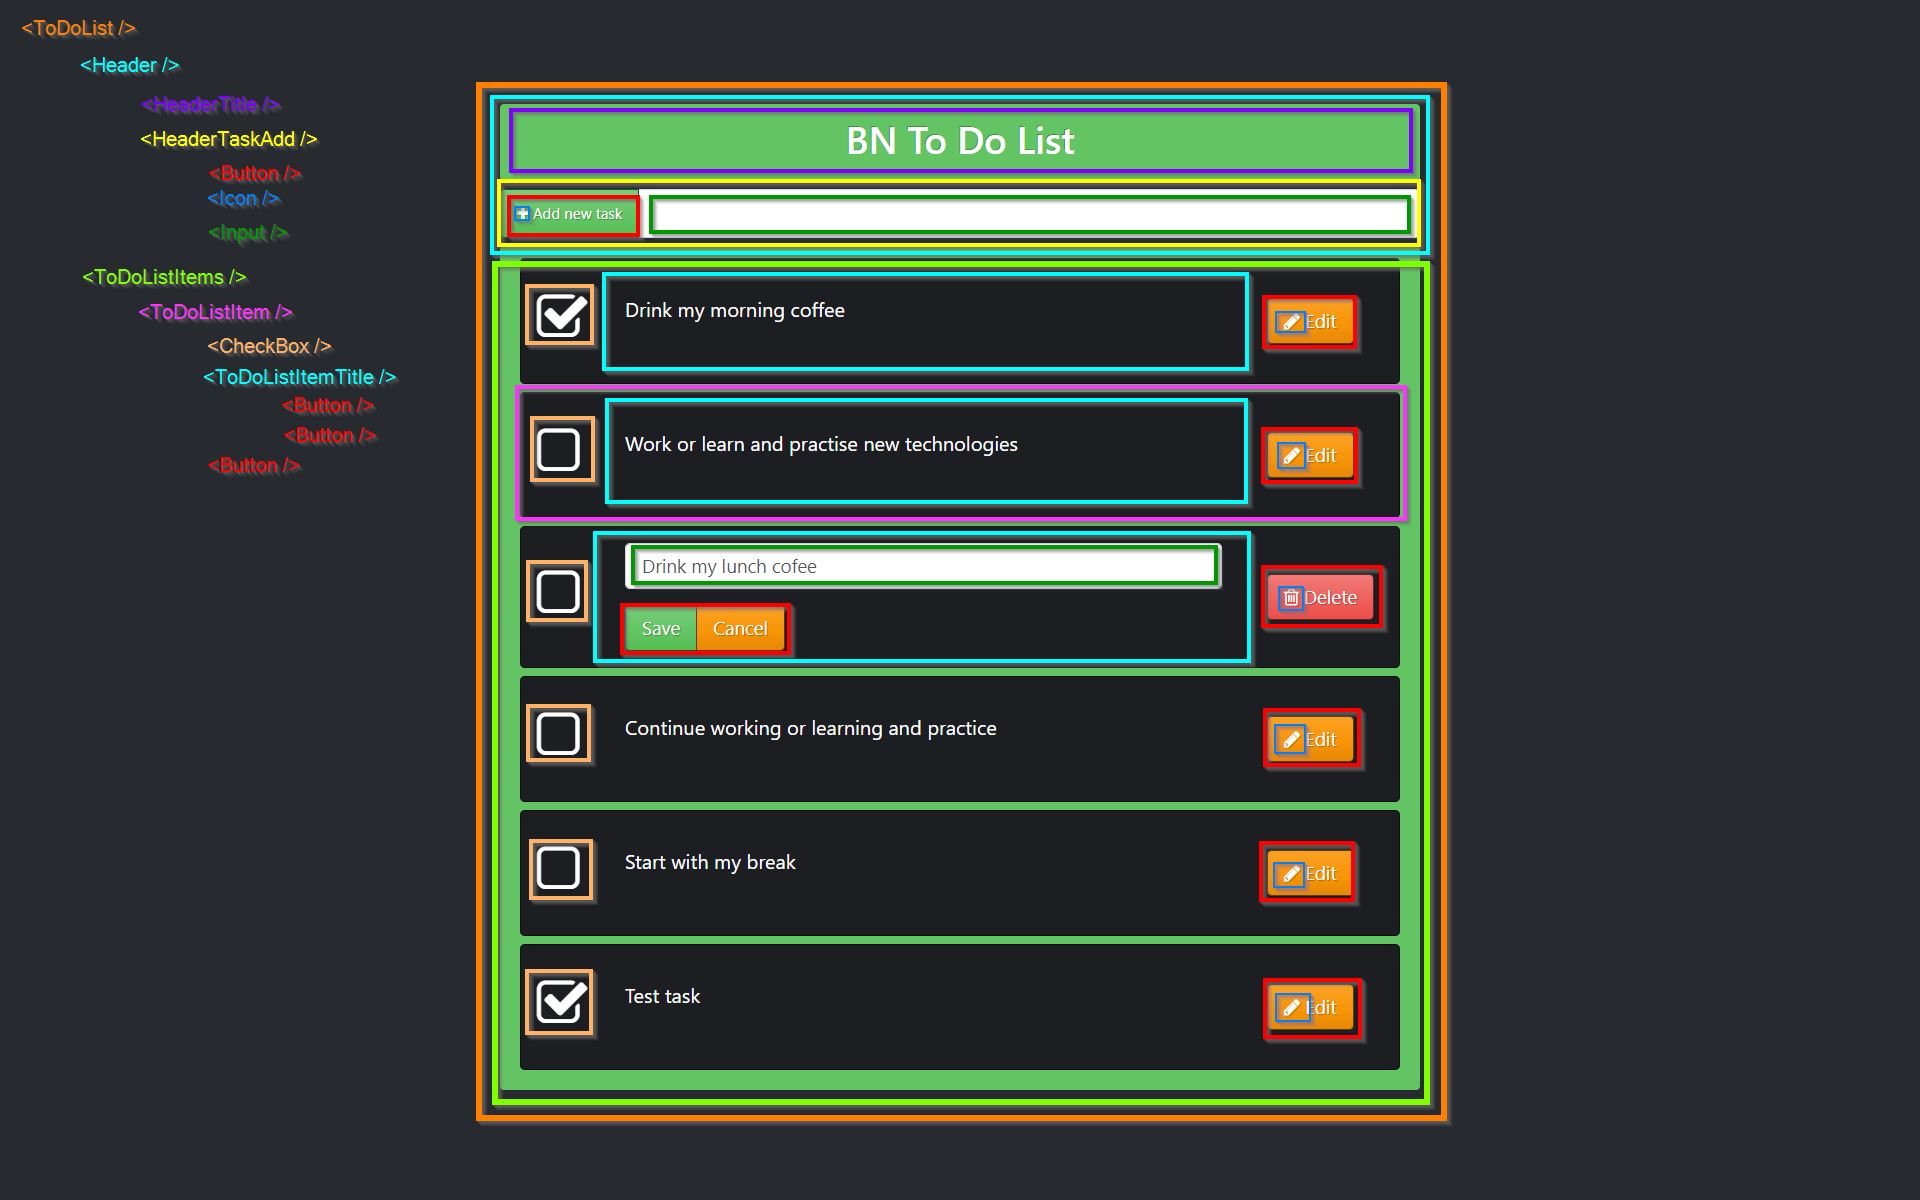 <ToDoList />
<Header />
<HeaderTitle />
<HeaderTaskAdd />
<Button />
<Icon />
<Input />
<ToDoListItems />
<ToDoListItem />
<CheckBox />
<ToDoListItemTitle />
<Button />
<Button />
<Button />
BN To Do List
Add new task
Drink my morning coffee
Edit
Work or learn and practise new technologies
Edit
Drink my lunch cofee
Delete
Save Cancel
Continue working or learning and practice
Edit
Start with my break
Edit
Test task
Edit